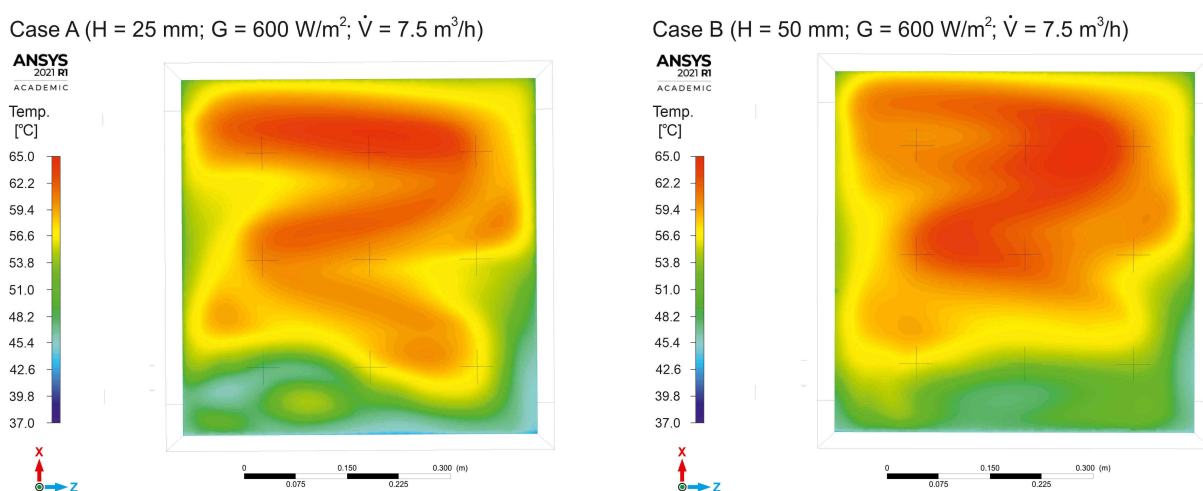 Case A (H = 25 mm; G = 600 W/m²; V̇ = 7.5 m³/h)
ANSYS
2021 R1
ACADEMIC
Temp.
[°C]
65.0
62.2
59.4
56.6
53.8
51.0
48.2
45.4
42.6
39.8
37.0
X
Z
0 0.150 0.300 (m)
0.075 0.225
Case B (H = 50 mm; G = 600 W/m²; V̇ = 7.5 m³/h)
ANSYS
2021 R1
ACADEMIC
Temp.
[°C]
65.0
62.2
59.4
56.6
53.8
51.0
48.2
45.4
42.6
39.8
37.0
X
Z
0 0.150 0.300 (m)
0.075 0.225